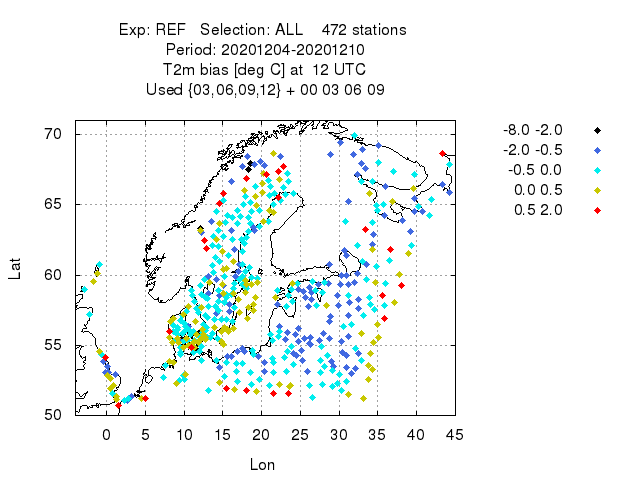 Exp: REF Selection: ALL 472 stations
Period: 20201204-20201210
T2m bias [deg C] at 12 UTC
Used {03,06,09,12} + 00 03 06 09
-8.0 -2.0
-2.0 -0.5
-0.5 0.0
0.0 0.5
0.5 2.0
70
65
60
55
50
Lat
0 5 10 15 20 25 30 35 40 45
Lon